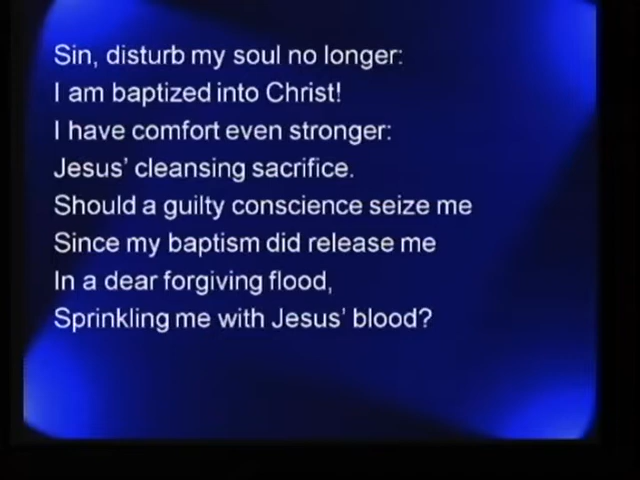 Sin, disturb my soul no longer:
I am baptized into Christ!
I have comfort even stronger:
Jesus’ cleansing sacrifice.
Should a guilty conscience seize me
Since my baptism did release me
In a dear forgiving flood,
Sprinkling me with Jesus’ blood?